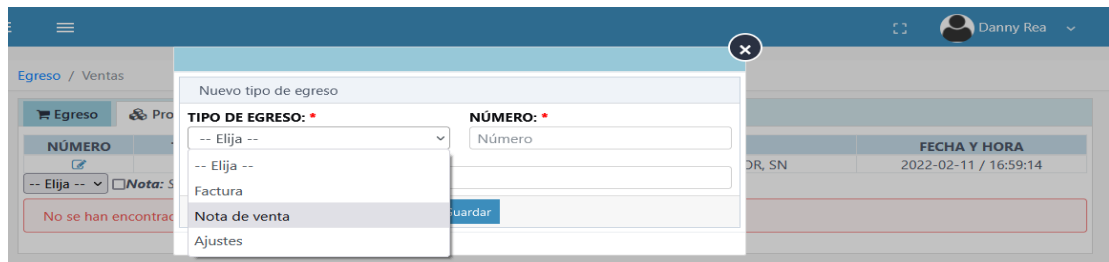 Danny Rea
Egreso / Ventas
Nuevo tipo de egreso
Egreso
Pro
TIPO DE EGRESO: *
NÚMERO: *
-- Elija --
Número
NÚMERO
FECHA Y HORA
-- Elija --
OR, SN
2022-02-11 / 16:59:14
-- Elija --
Nota: S
Factura
No se han encontrad
Nota de venta
Guardar
Ajustes